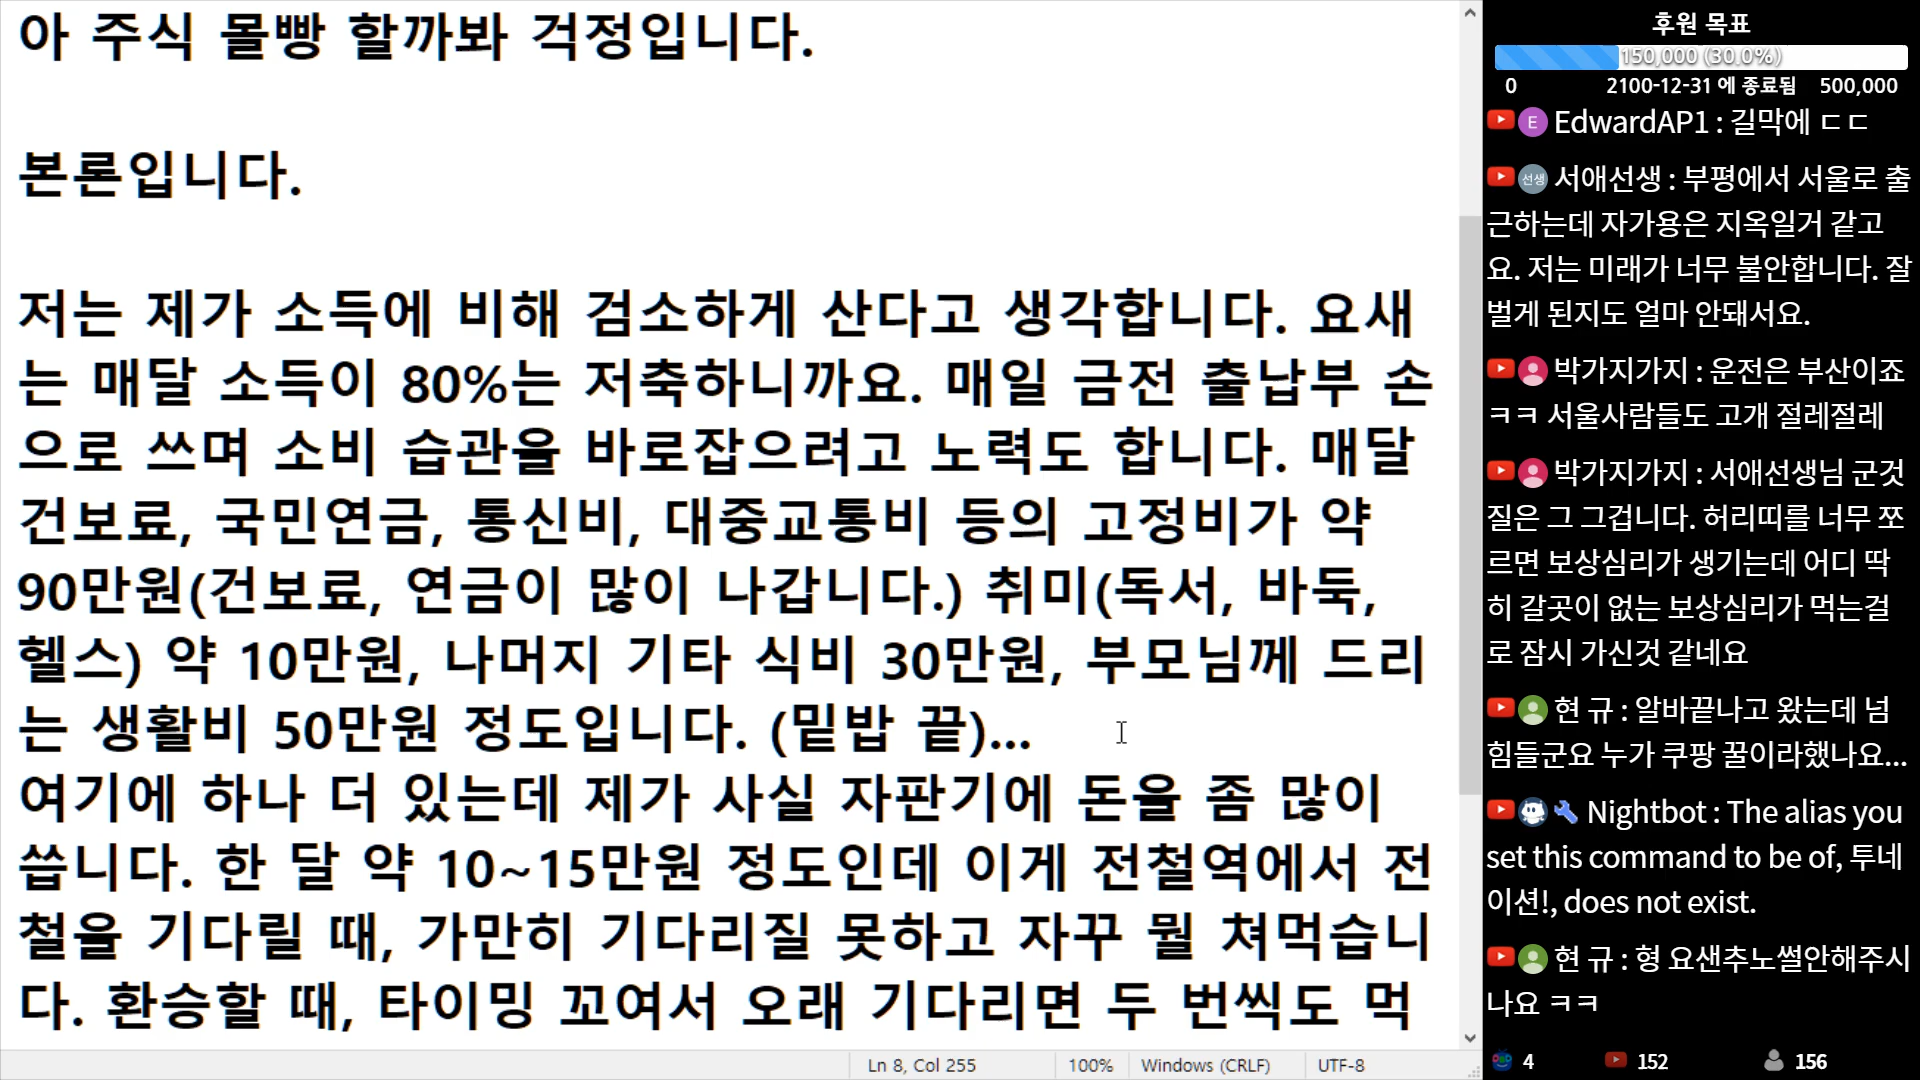 아 주식 몰빵 할까봐 걱정입니다.
본론입니다.
저는 제가 소득에 비해 검소하게 산다고 생각합니다. 요새
는 매달 소득이 80%는 저축하니까요. 매일 금전 출납부 손
으로 쓰며 소비 습관을 바로잡으려고 노력도 합니다. 매달
건보료, 국민연금, 통신비, 대중교통비 등의 고정비가 약
90만원(건보료, 연금이 많이 나갑니다.) 취미(독서, 바둑,
헬스) 약 10만원, 나머지 기타 식비 30만원, 부모님께 드리
는 생활비 50만원 정도입니다. (밑밥 끝)...
여기에 하나 더 있는데 제가 사실 자판기에 돈을 좀 많이
씁니다. 한 달 약 10~15만원 정도인데 이게 전철역에서 전
철을 기다릴 때, 가만히 기다리질 못하고 자꾸 뭘 쳐먹습니
다. 환승할 때, 타이밍 꼬여서 오래 기다리면 두 번씩도 먹
Ln 8, Col 255
100%
Windows (CRLF)
UTF-8
후원 목표
150,000 (30.0%)
0
2100-12-31 에 종료됨
500,000
E EdwardAP1 : 길막에 ㄷㄷ
선생 서애선생 : 부평에서 서울로 출
근하는데 자가용은 지옥일거 같고
요. 저는 미래가 너무 불안합니다. 잘
벌게 된지도 얼마 안돼서요.
박가지가지 : 운전은 부산이죠
ㅋㅋ 서울사람들도 고개 절레절레
박가지가지 : 서애선생님 군것
질은 그 그겁니다. 허리띠를 너무 쪼
르면 보상심리가 생기는데 어디 딱
히 갈곳이 없는 보상심리가 먹는걸
로 잠시 가신것 같네요
현 규 : 알바끝나고 왔는데 넘
힘들군요 누가 쿠팡 꿀이라했나요...
Nightbot : The alias you
set this command to be of, 투네
이션!, does not exist.
현 규 : 형 요샌추노썰안해주시
나요 ㅋㅋ
4
152
156